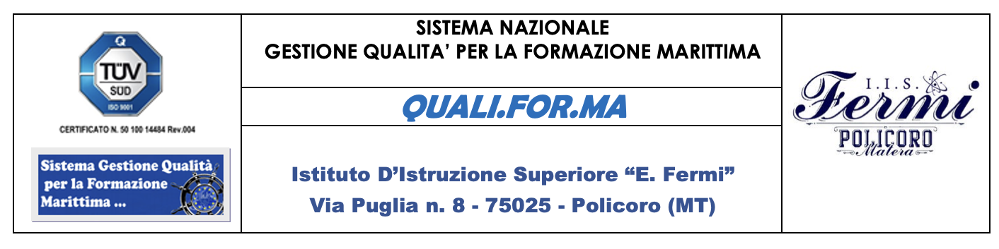 Q
TÜV
SÜD
ISO 9001
CERTIFICATO N. 50 100 14484 Rev.004
Sistema Gestione Qualità
per la Formazione
Marittima ...
SISTEMA NAZIONALE
GESTIONE QUALITA’ PER LA FORMAZIONE MARITTIMA
QUALI.FOR.MA
Istituto D’Istruzione Superiore “E. Fermi”
Via Puglia n. 8 - 75025 - Policoro (MT)
I.I.S.
Fermi
POLICORO
Matera